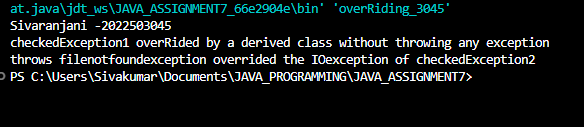 at.java\jdt_ws\JAVA_ASSIGNMENT7_66e2904e\bin' 'overRiding_3045'
Sivaranjani -2022503045
checkedException1 overRided by a derived class without throwing any exception
throws filenotfoundexception overrided the IOexception of checkedException2
PS C:\Users\Sivakumar\Documents\JAVA_PROGRAMMING\JAVA_ASSIGNMENT7>